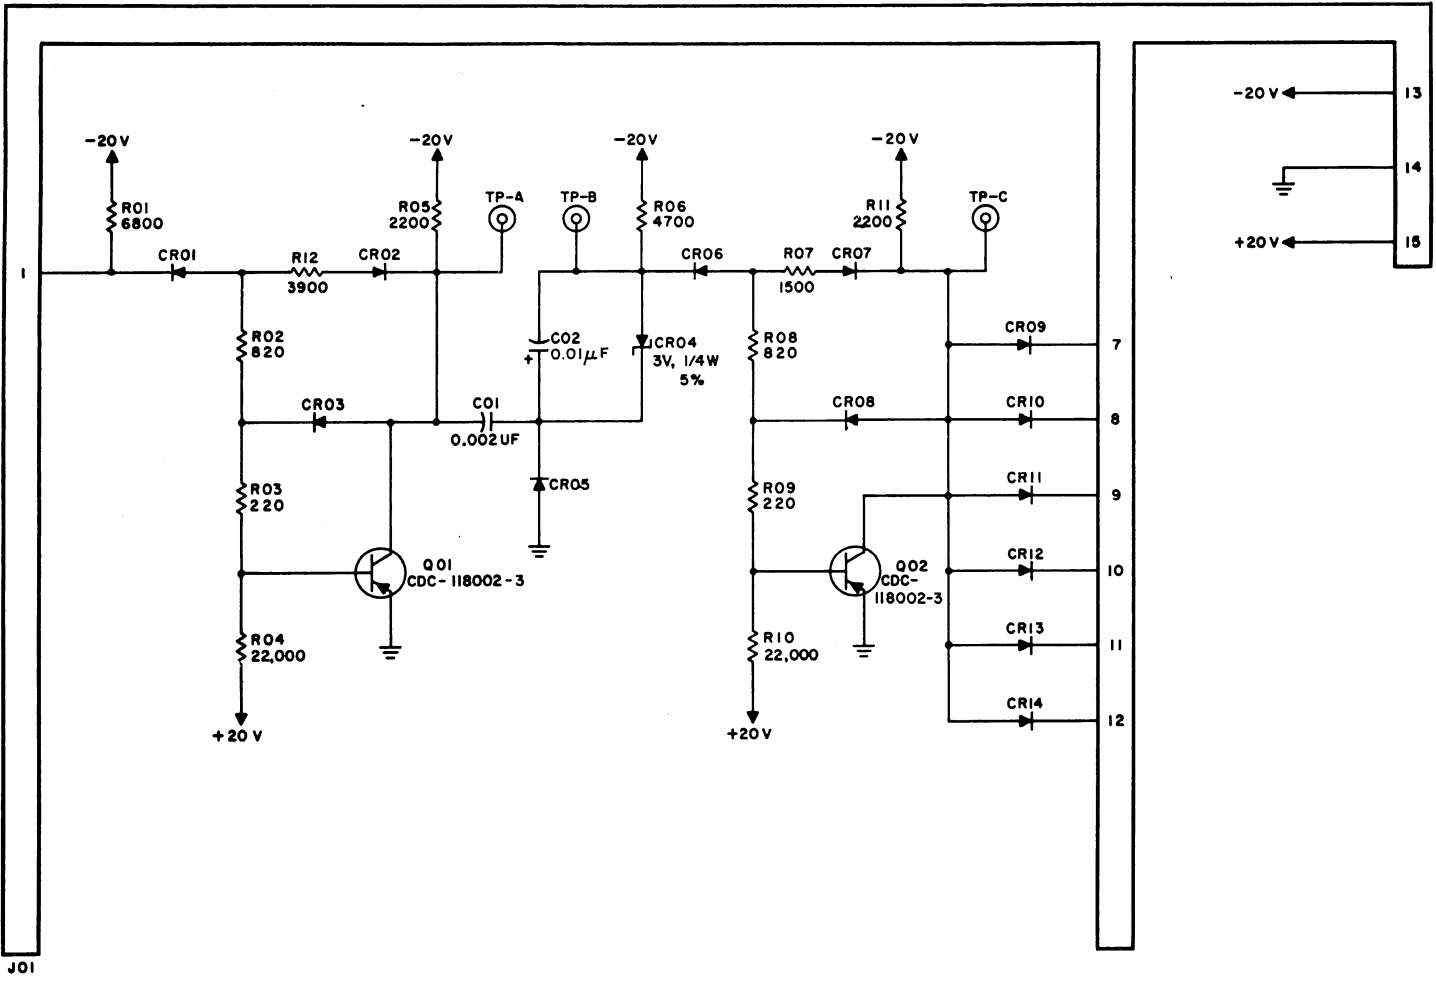 -20V
13
14
+20V
15
-20V
-20V
-20V
-20V
R01
6800
R05
2200
TP-A
TP-B
R06
4700
R11
2200
TP-C
1
CR01
R12
3900
CR02
CR06
R07
1500
CR07
R02
820
C02
+
0.01µF
CR04
3V, 1/4W
5%
R08
820
CR09
7
CR03
C01
0.002UF
CR08
CR10
8
R03
220
CR05
R09
220
CR11
9
Q01
CDC-118002-3
Q02
CDC-
118002-3
CR12
10
R04
22,000
R10
22,000
CR13
11
CR14
12
+20V
+20V
J01